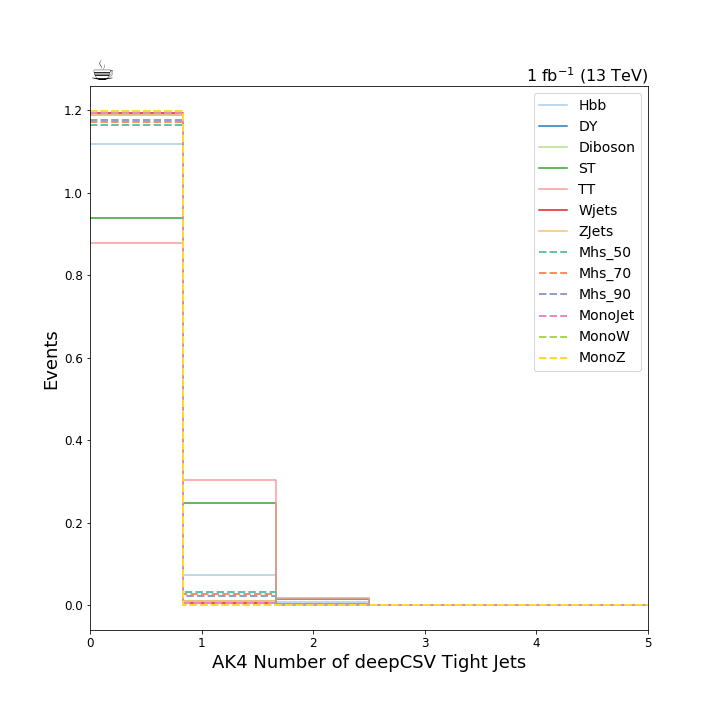 1 fb⁻¹ (13 TeV)
Hbb
DY
Diboson
ST
TT
Wjets
ZJets
Mhs_50
Mhs_70
Mhs_90
MonoJet
MonoW
MonoZ
Events
1.2
1.0
0.8
0.6
0.4
0.2
0.0
0 1 2 3 4 5
AK4 Number of deepCSV Tight Jets